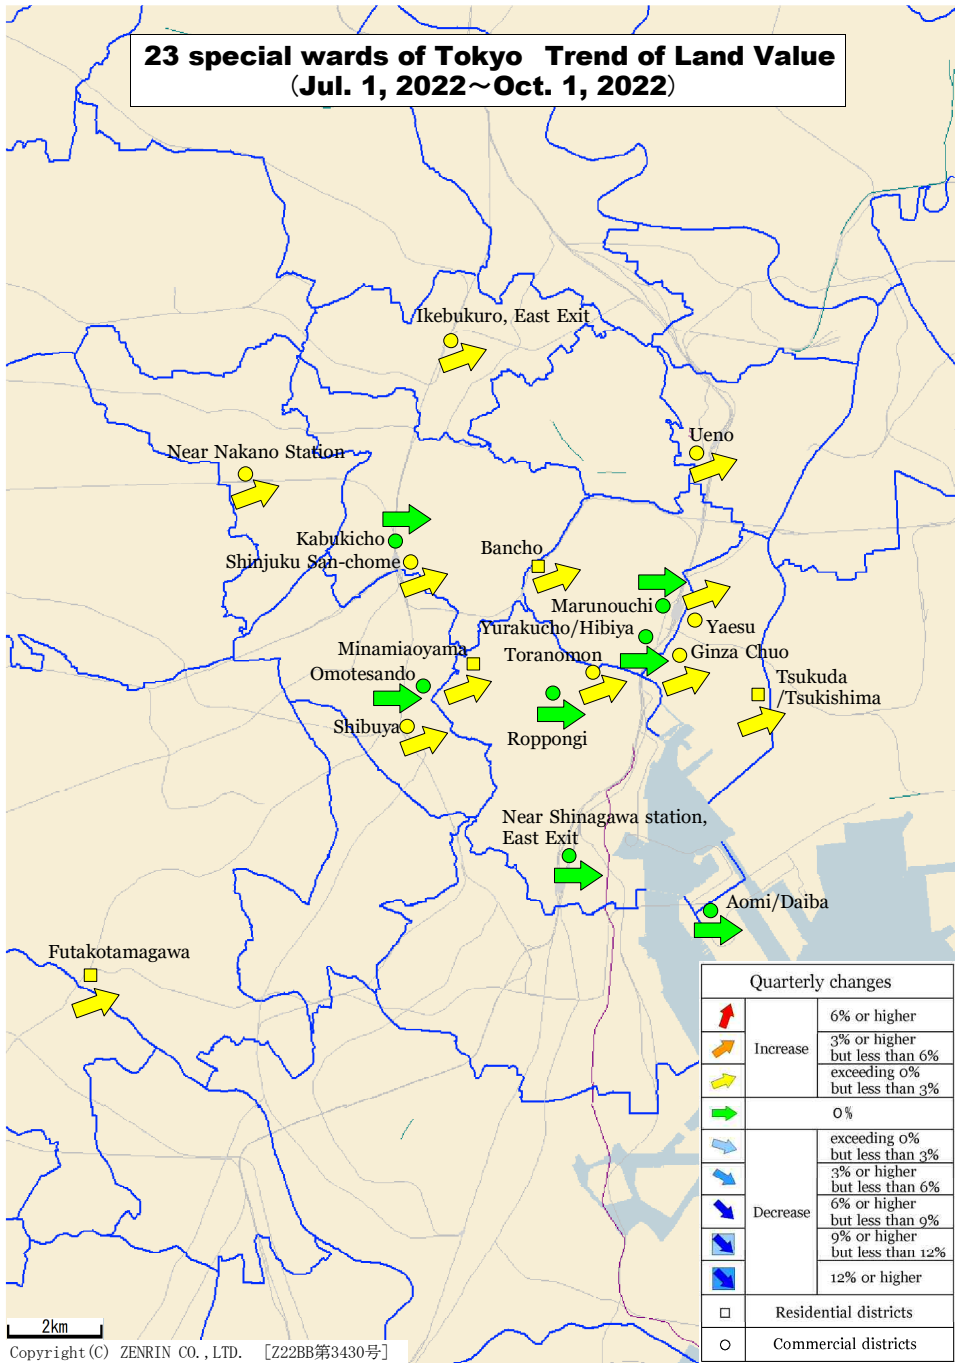 23 special wards of Tokyo Trend of Land Value
(Jul. 1, 2022～Oct. 1, 2022)
Ikebukuro, East Exit
Ueno
Near Nakano Station
Kabukicho
Shinjuku San-chome
Bancho
Marunouchi
Yurakucho/Hibiya
Yaesu
Ginza Chuo
Minamiaoyama
Toranomon
Omotesando
Tsukuda
/Tsukishima
Shibuya
Roppongi
Near Shinagawa station,
East Exit
Aomi/Daiba
Futakotamagawa
Quarterly changes
Increase
6% or higher
3% or higher
but less than 6%
exceeding 0%
but less than 3%
0%
Decrease
exceeding 0%
but less than 3%
3% or higher
but less than 6%
6% or higher
but less than 9%
9% or higher
but less than 12%
12% or higher
Residential districts
Commercial districts
2km
Copyright(C) ZENRIN CO.,LTD. [Z22BB第3430号]